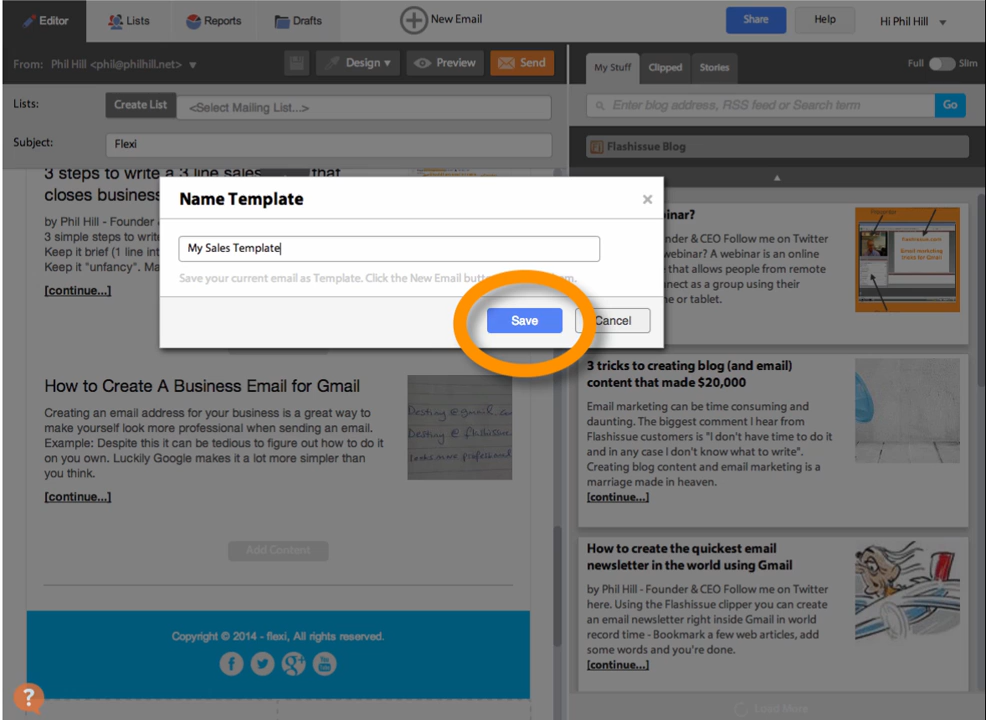 Editor
Lists
Reports
Drafts
New Email
Share
Help
Hi Phil Hill
From: Phil Hill <phil@philhill.net>
Design
Preview
Send
Lists:
Create List
<Select Mailing List...>
Subject:
Flexi
My Stuff
Clipped
Stories
Full
Slim
Enter blog address, RSS feed or Search term
Go
Flashissue Blog
3 steps to write a 3 line sales that
closes business
by Phil Hill - Founder
3 simple steps to write
Keep it brief (1 line
Keep it "unfancy". Ma
[continue...]
Name Template
×
My Sales Template
Save your current email as Template. Click the New Email
Save
Cancel
How to Create A Business Email for Gmail
Creating an email address for your business is a great way to
make yourself look more professional when sending an email.
Example: Despite this it can be tedious to figure out how to do it
on you own. Luckily Google makes it a lot more simpler than
you think.
[continue...]
Add Content
Copyright © 2014 - flexi, All rights reserved.
?
inar?
nder & CEO Follow me on Twitter
webinar? A webinar is an online
that allows people from remote
nect as a group using their
e or tablet.
flashissue.com
Gmail marketing
tricks for Gmail
3 tricks to creating blog (and email)
content that made $20,000
Email marketing can be time consuming and
daunting. The biggest comment I hear from
Flashissue customers is "I don't have time to do it
and in any case I don't know what to write".
Creating blog content and email marketing is a
marriage made in heaven.
[continue...]
How to create the quickest email
newsletter in the world using Gmail
by Phil Hill - Founder & CEO Follow me on Twitter
here. Using the Flashissue clipper you can create
an email newsletter right inside Gmail in world
record time - Bookmark a few web articles, add
some words and you're done.
[continue...]
Load More